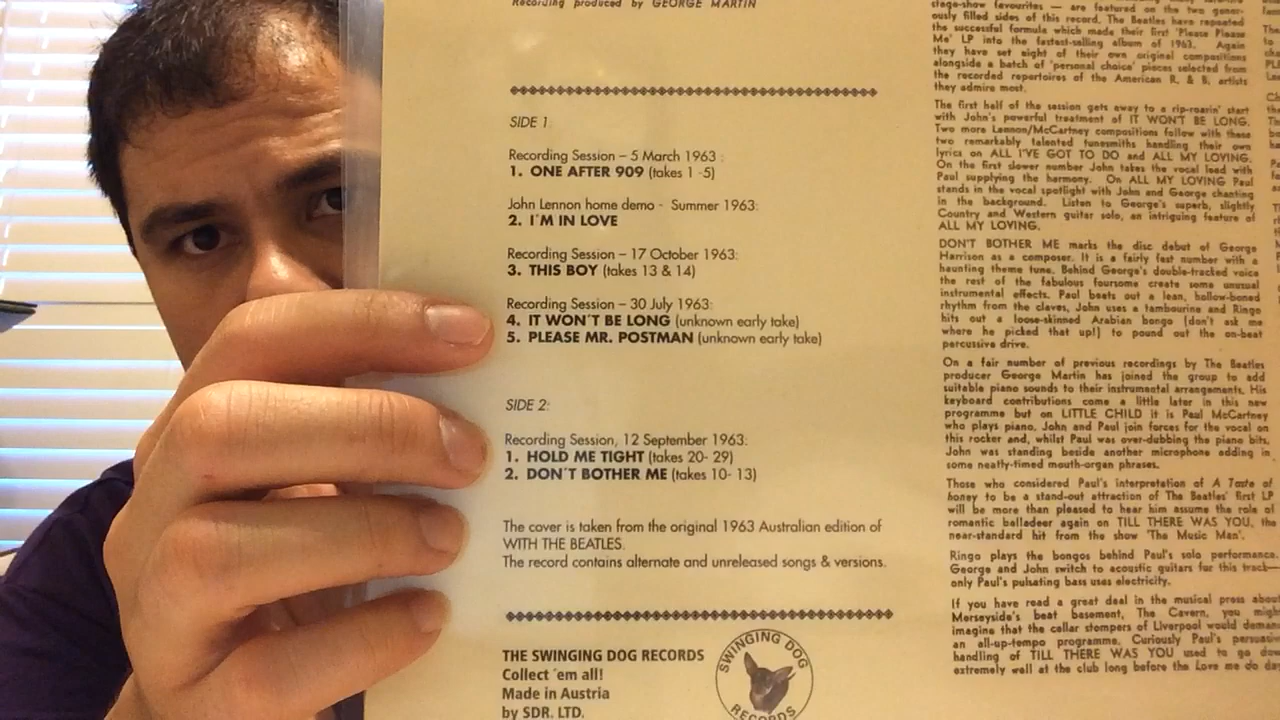 Recording produced by GEORGE MARTIN
SIDE 1
Recording Session – 5 March 1963 :
1. ONE AFTER 909 (takes 1 -5)
John Lennon home demo - Summer 1963:
2. I´M IN LOVE
Recording Session – 17 October 1963:
3. THIS BOY (takes 13 & 14)
Recording Session – 30 July 1963:
4. IT WON´T BE LONG (unknown early take)
5. PLEASE MR. POSTMAN (unknown early take)
SIDE 2:
Recording Session, 12 September 1963:
1. HOLD ME TIGHT (takes 20- 29)
2. DON´T BOTHER ME (takes 10- 13)
The cover is taken from the original 1963 Australian edition of
WITH THE BEATLES.
The record contains alternate and unreleased songs & versions.
THE SWINGING DOG RECORDS
Collect ´em all!
Made in Austria
by SDR. LTD.
SWINGING DOG
RECORDS
stage-show favourites — are featured on the two gener-
ously filled sides of this record. The Beatles have repeated
the successful formula which made their first 'Please Please
Me' LP into the fastest-selling album of 1963. Again
they have set eight of their own original compositions
alongside a batch of 'personal choice' pieces selected from
the recorded repertoires of the American R. & B. artists
they admire most.
The first half of the session gets away to a rip-roarin' start
with John's powerful treatment of IT WON'T BE LONG.
Two more Lennon/McCartney compositions follow with these
two remarkably talented tunesmiths handling their own
lyrics on ALL I'VE GOT TO DO and ALL MY LOVING.
On the first slower number John takes the vocal lead with
Paul supplying the harmony. On ALL MY LOVING Paul
stands in the vocal spotlight with John and George chanting
in the background. Listen to George's superb, slightly
Country and Western guitar solo, an intriguing feature of
ALL MY LOVING.
DON'T BOTHER ME marks the disc debut of George
Harrison as a composer. It is a fairly fast number with a
haunting theme tune. Behind George's double-tracked voice
the rest of the fabulous foursome create some unusual
instrumental effects. Paul beats out a lean, hollow-boned
rhythm from the claves, John uses a tambourine and Ringo
hits out a loose-skinned Arabian bongo (don't ask me
where he picked that up!) to pound out the on-beat
percussive drive.
On a fair number of previous recordings by The Beatles
producer George Martin has joined the group to add
suitable piano sounds to their instrumental arrangements. His
keyboard contributions come a little later in this new
programme but on LITTLE CHILD it is Paul McCartney
who plays piano. John and Paul join forces for the vocal on
this rocker and, whilst Paul was over-dubbing the piano bits,
John was standing beside another microphone adding in
some neatly-timed mouth-organ phrases.
Those who considered Paul's interpretation of A Taste of
honey to be a stand-out attraction of The Beatles' first LP
will be more than pleased to hear him assume the role of
romantic balladeer again on TILL THERE WAS YOU, the
near-standard hit from the show 'The Music Man'.
Ringo plays the bongos behind Paul's solo performance.
George and John switch to acoustic guitars for this track—
only Paul's pulsating bass uses electricity.
If you have read a great deal in the musical press about
Merseyside's beat basement, The Cavern, you might
imagine that the cellar stompers of Liverpool would demand
an all-up-tempo programme. Curiously Paul's persuasive
handling of TILL THERE WAS YOU used to go down
extremely well at the club long before the Love me do day